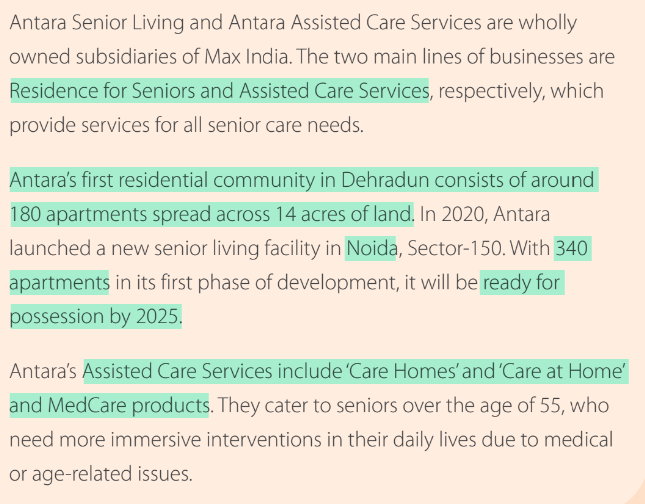 Antara Senior Living and Antara Assisted Care Services are wholly
owned subsidiaries of Max India. The two main lines of businesses are
Residence for Seniors and Assisted Care Services, respectively, which
provide services for all senior care needs.
Antara's first residential community in Dehradun consists of around
180 apartments spread across 14 acres of land. In 2020, Antara
launched a new senior living facility in Noida, Sector-150. With 340
apartments in its first phase of development, it will be ready for
possession by 2025.
Antara's Assisted Care Services include ‘Care Homes’ and ‘Care at Home’
and MedCare products. They cater to seniors over the age of 55, who
need more immersive interventions in their daily lives due to medical
or age-related issues.